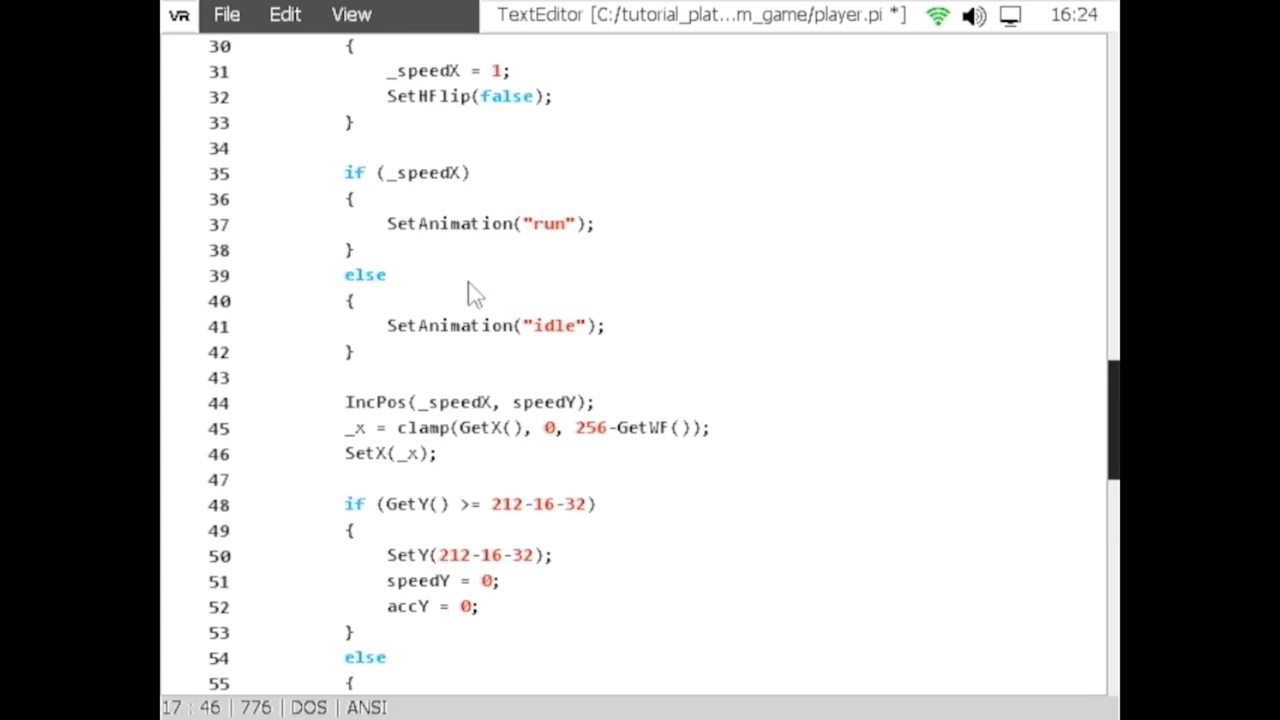 VR File Edit View TextEditor [C:/tutorial_plat...m_game/player.pi *] 16:24
30 {
31 _speedX = 1;
32 SetHFlip(false);
33 }
34
35 if (_speedX)
36 {
37 SetAnimation("run");
38 }
39 else
40 {
41 SetAnimation("idle");
42 }
43
44 IncPos(_speedX, speedY);
45 _x = clamp(GetX(), 0, 256-GetWF());
46 SetX(_x);
47
48 if (GetY() >= 212-16-32)
49 {
50 SetY(212-16-32);
51 speedY = 0;
52 accY = 0;
53 }
54 else
55 {
17 : 46 | 776 | DOS | ANSI